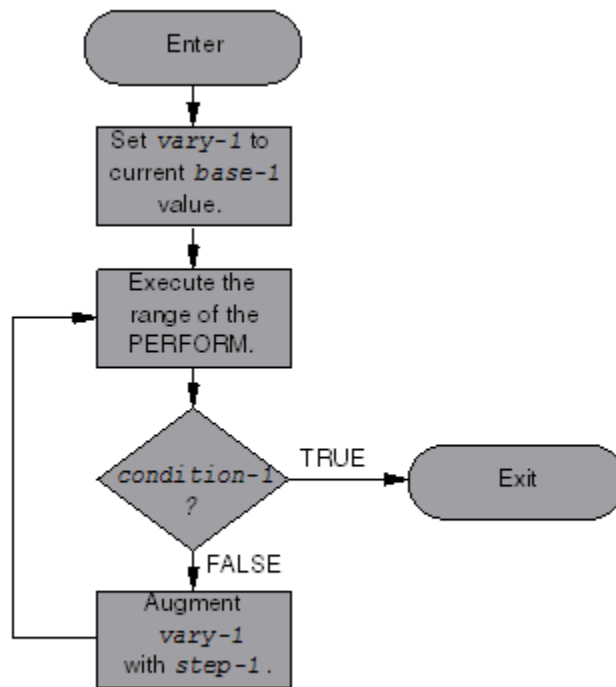 Enter
Set vary-1 to
current base-1
value.
Execute the
range of the
PERFORM.
condition-1
?
TRUE
Exit
FALSE
Augment
vary-1
with step-1.